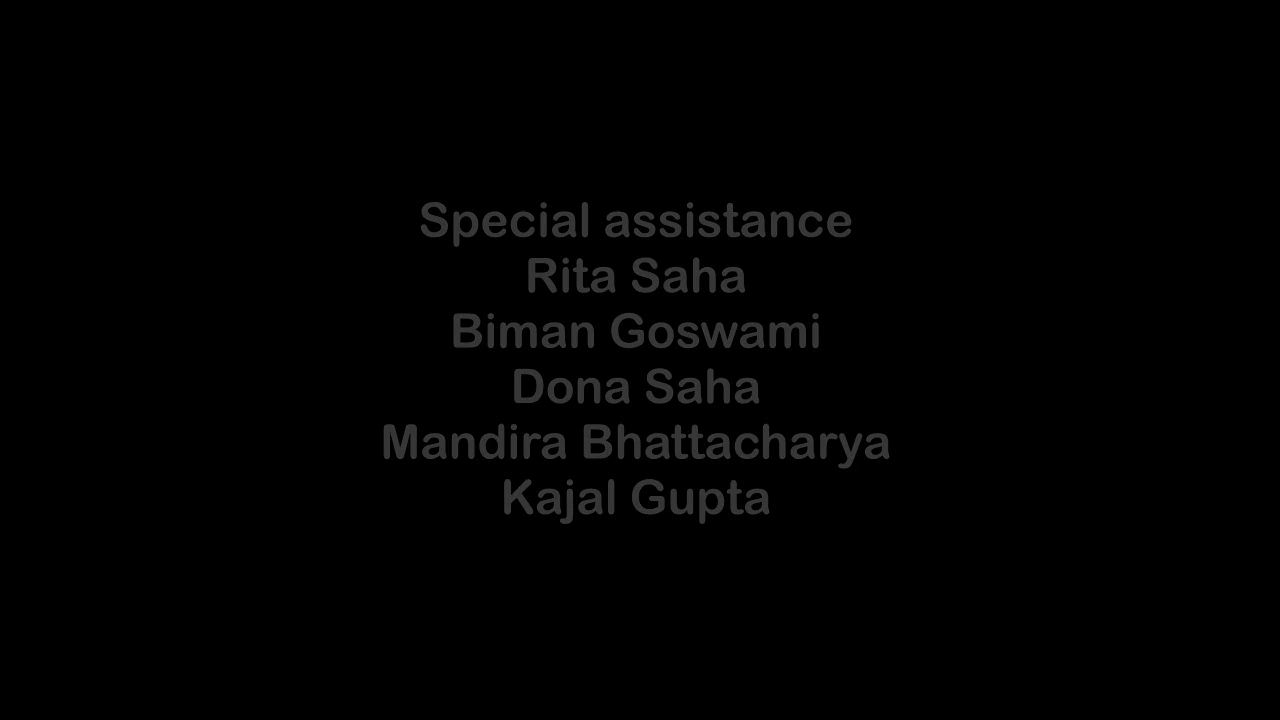 Special assistance
Rita Saha
Biman Goswami
Dona Saha
Mandira Bhattacharya
Kajal Gupta